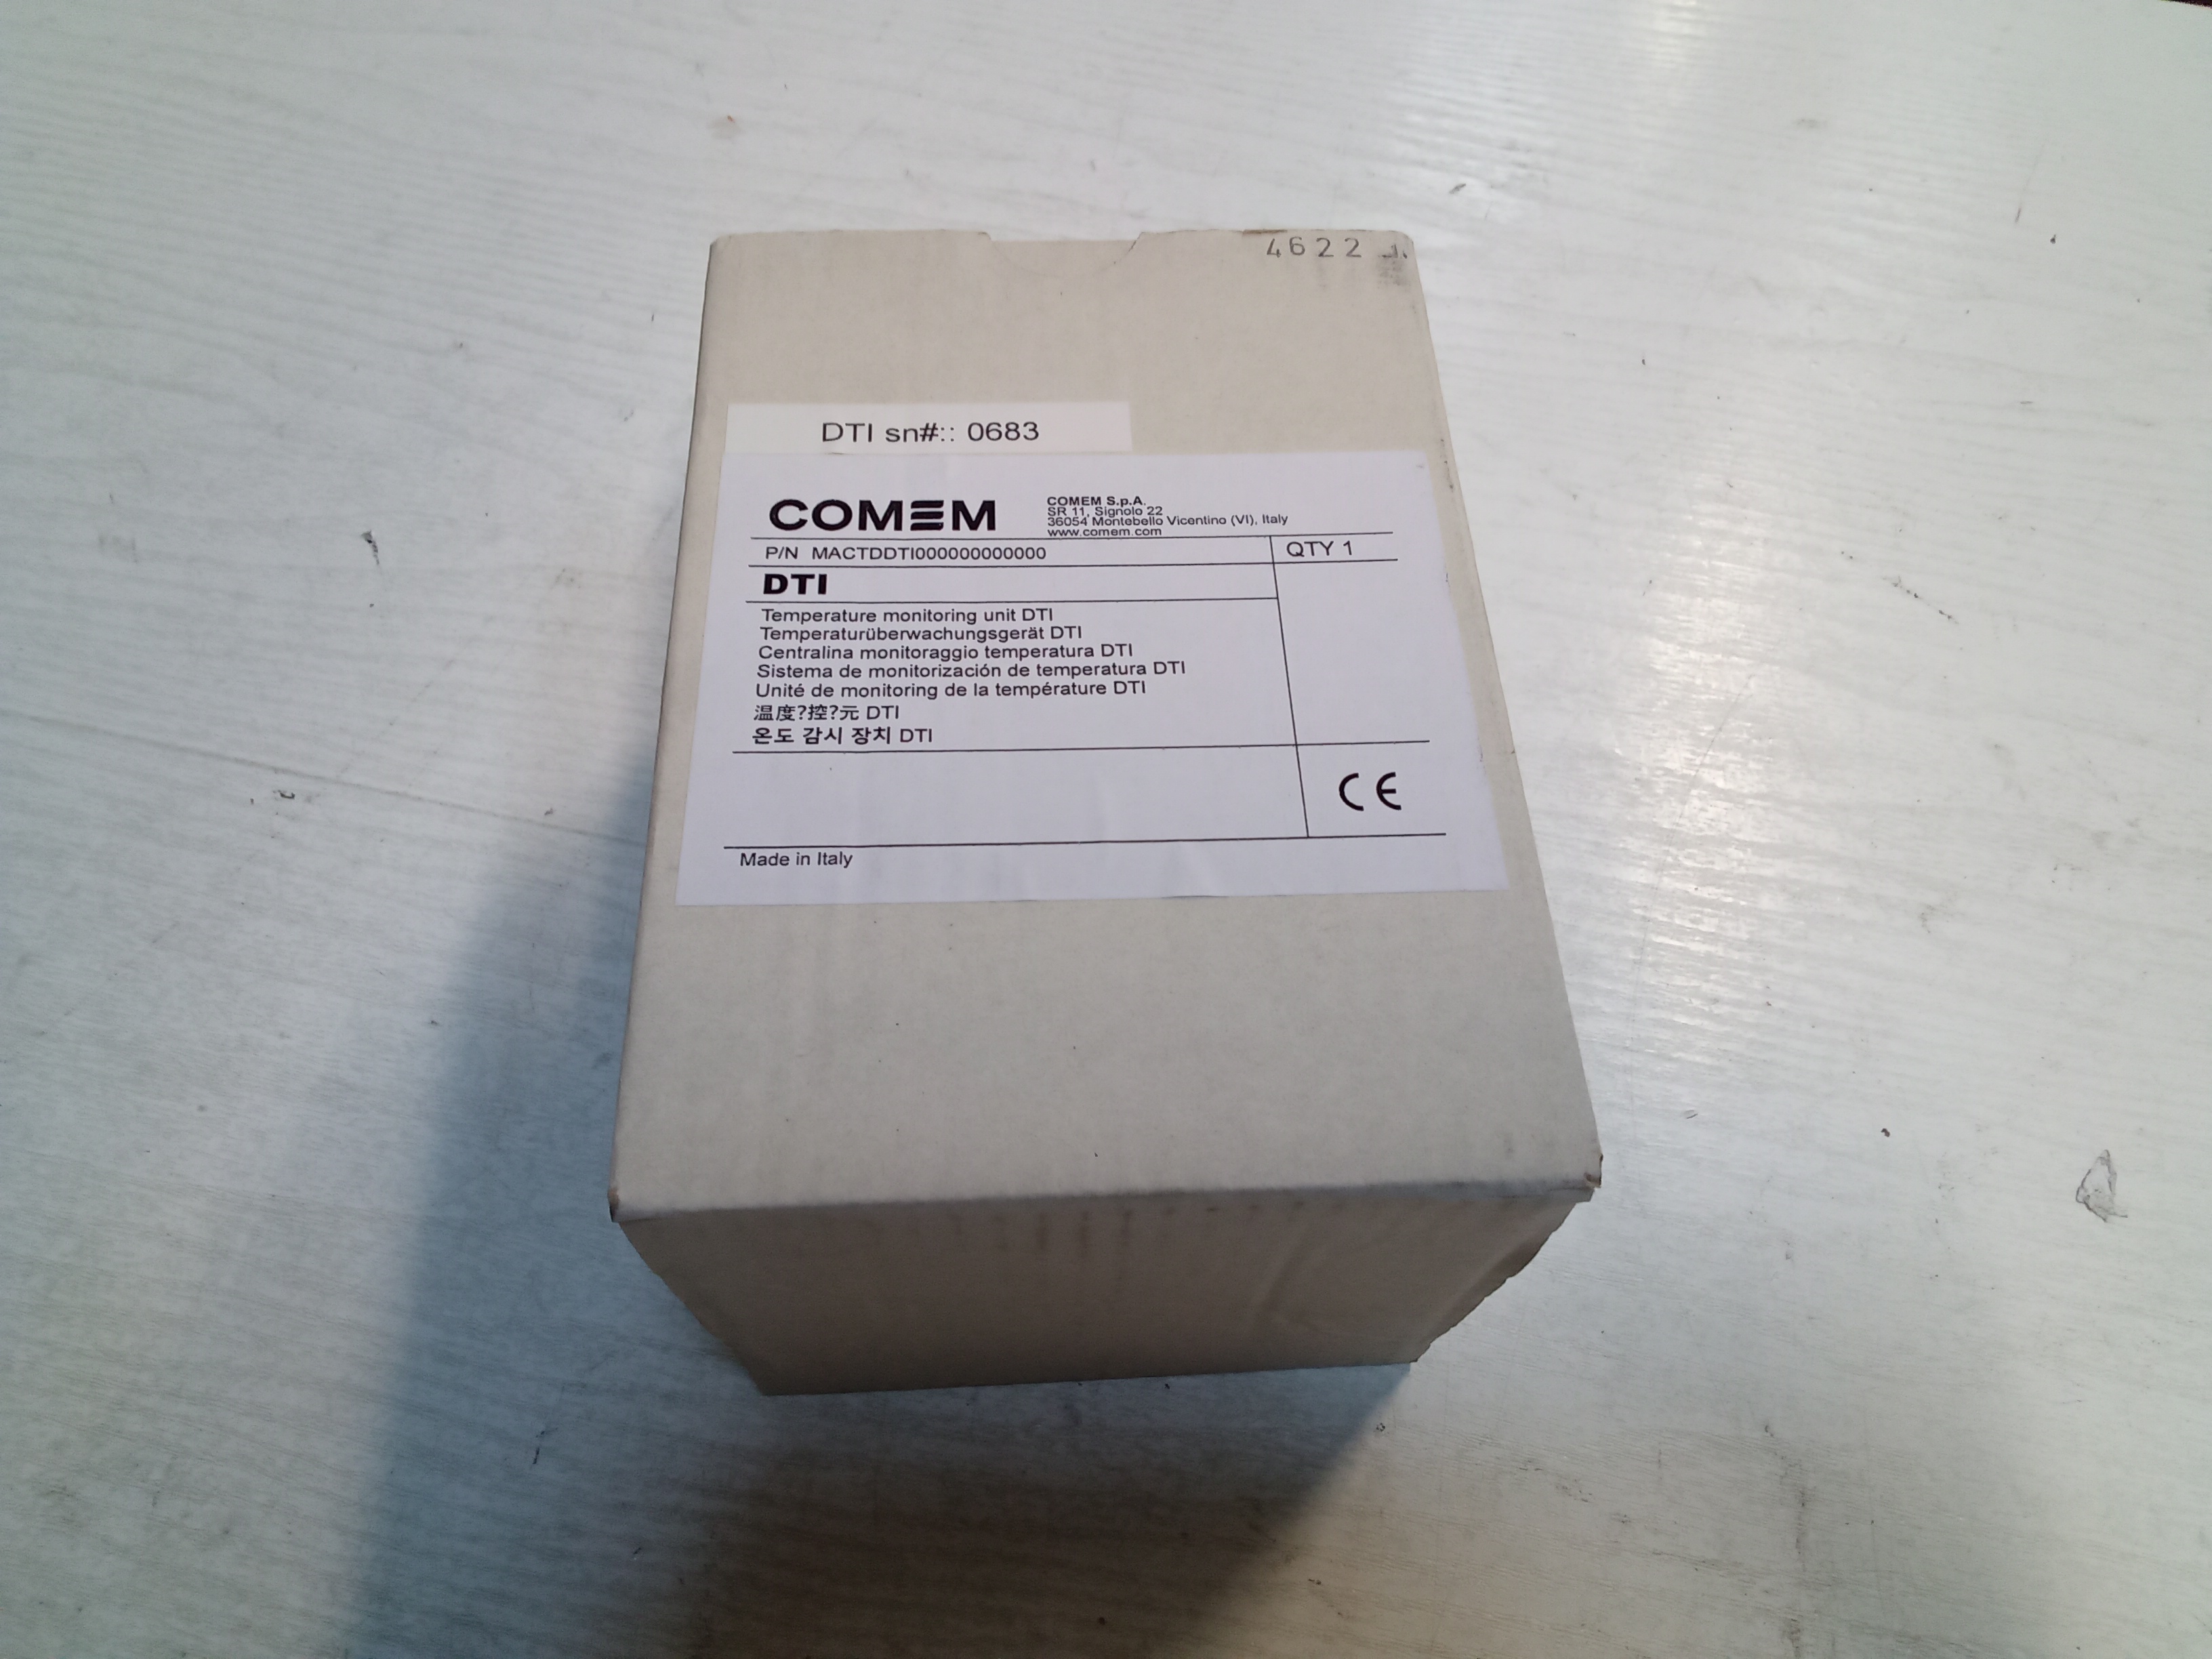 4622
DTI sn#:: 0683
COMEM
COMEM S.p.A.
SR 11, Signolo 22
36054 Montebello Vicentino (VI), Italy
www.comem.com
P/N MACTDDTI000000000000
QTY 1
DTI
Temperature monitoring unit DTI
Temperaturüberwachungsgerät DTI
Centralina monitoraggio temperatura DTI
Sistema de monitorización de temperatura DTI
Unité de monitoring de la température DTI
温度?控?元 DTI
온도 감시 장치 DTI
CE
Made in Italy